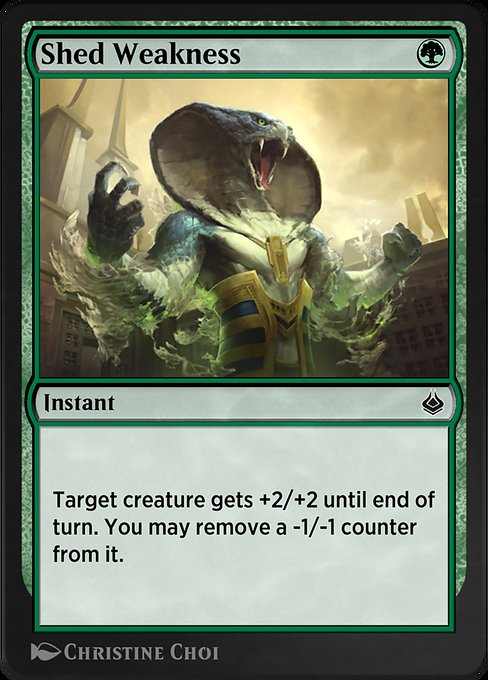 Shed Weakness
Instant
Target creature gets +2/+2 until end of
turn. You may remove a -1/-1 counter
from it.
Christine Choi